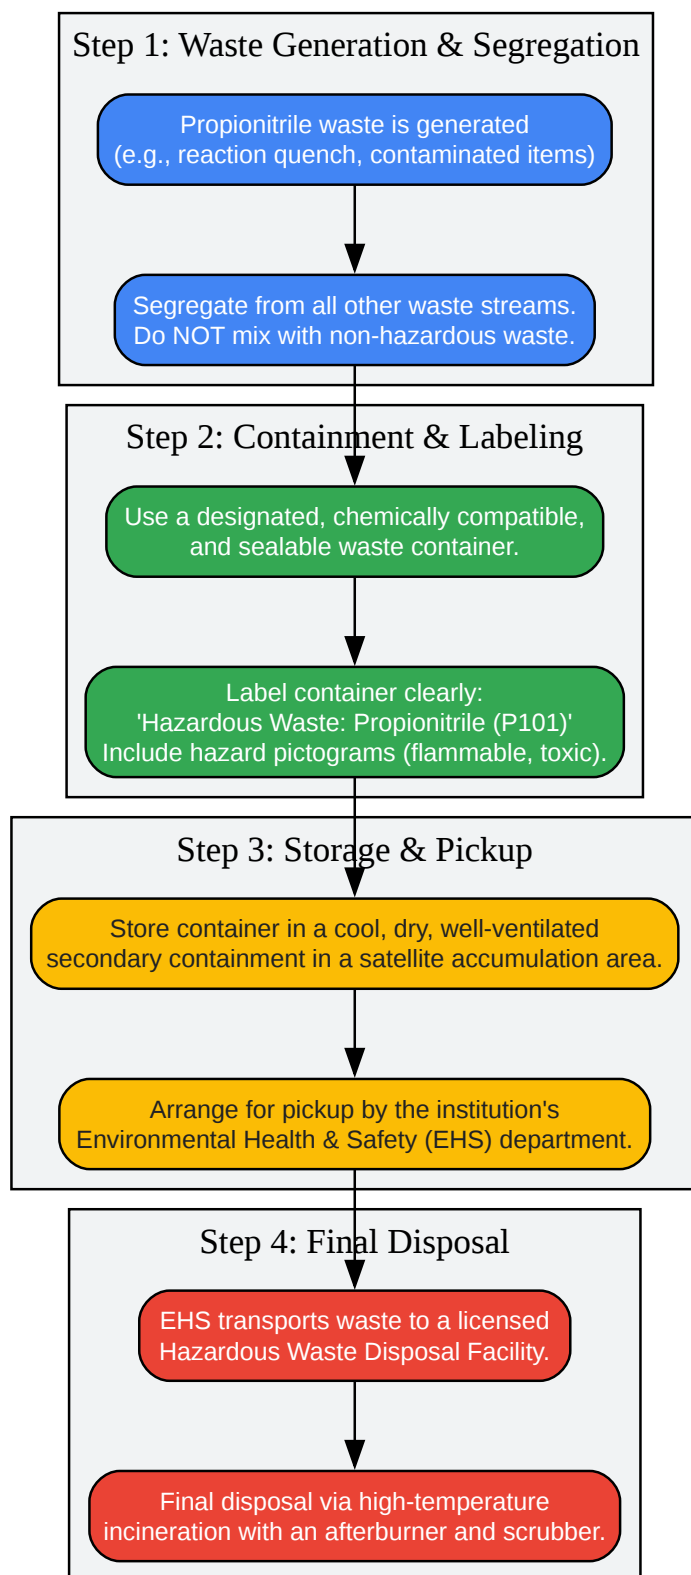 Step 1: Waste Generation & Segregation
Propionitrile waste is generated
(e.g., reaction quench, contaminated items)
Segregate from all other waste streams.
Do NOT mix with non-hazardous waste.
Step 2: Containment & Labeling
Use a designated, chemically compatible,
and sealable waste container.
Label container clearly:
'Hazardous Waste: Propionitrile (P101)'
Include hazard pictograms (flammable, toxic).
Step 3: Storage & Pickup
Store container in a cool, dry, well-ventilated
secondary containment in a satellite accumulation area.
Arrange for pickup by the institution's
Environmental Health & Safety (EHS) department.
Step 4: Final Disposal
EHS transports waste to a licensed
Hazardous Waste Disposal Facility.
Final disposal via high-temperature
incineration with an afterburner and scrubber.